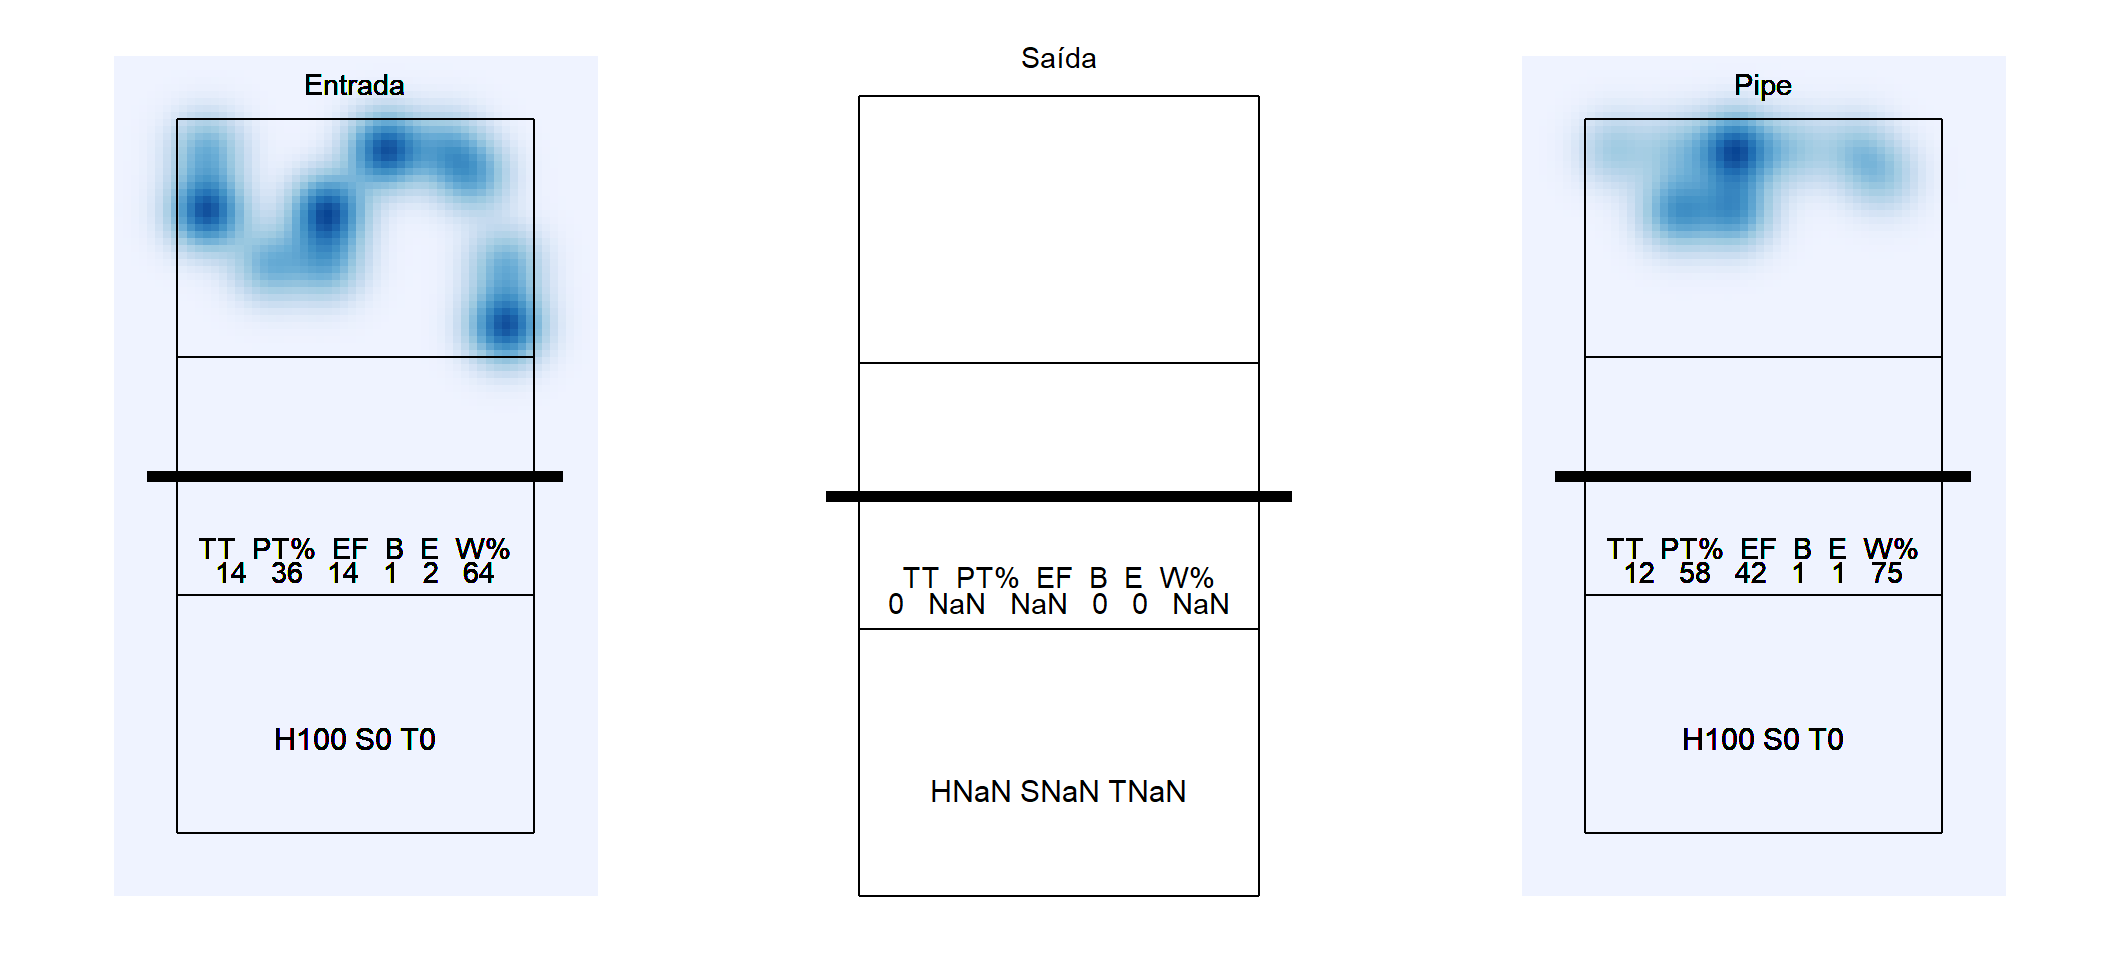 Entrada
TT PT% EF B E W%
14 36 14 1 2 64
H100 S0 T0
Saída
TT PT% EF B E W%
0 NaN NaN 0 0 NaN
HNaN SNaN TNaN
Pipe
TT PT% EF B E W%
12 58 42 1 1 75
H100 S0 T0